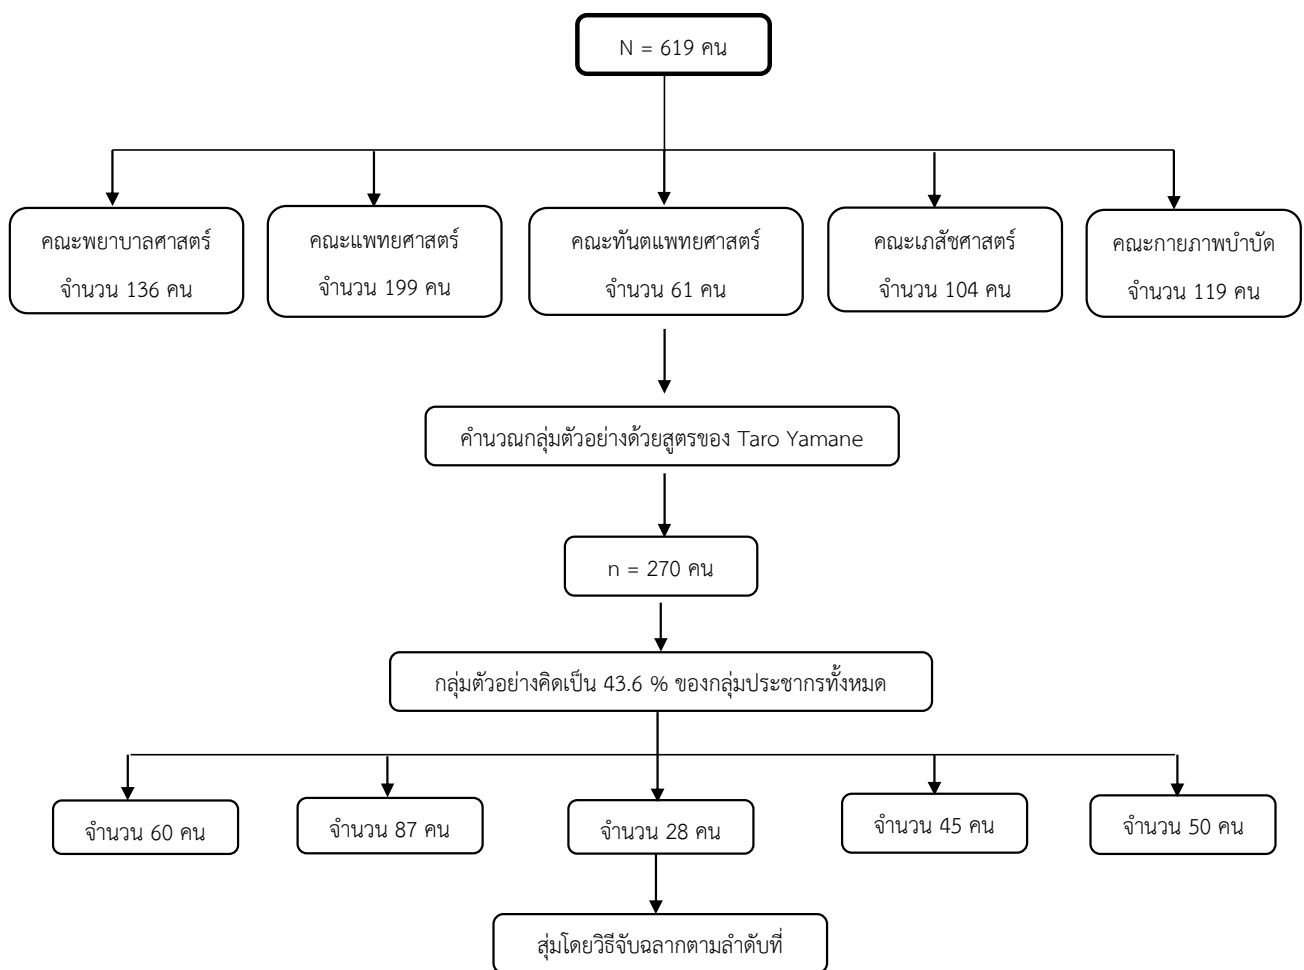 N = 619 คน
คณะพยาบาลศาสตร์
จำนวน 136 คน
คณะแพทยศาสตร์
จำนวน 199 คน
คณะทันตแพทยศาสตร์
จำนวน 61 คน
คณะเภสัชศาสตร์
จำนวน 104 คน
คณะกายภาพบำบัด
จำนวน 119 คน
คำนวณกลุ่มตัวอย่างด้วยสูตรของ Taro Yamane
n = 270 คน
กลุ่มตัวอย่างคิดเป็น 43.6 % ของกลุ่มประชากรทั้งหมด
จำนวน 60 คน
จำนวน 87 คน
จำนวน 28 คน
จำนวน 45 คน
จำนวน 50 คน
สุ่มโดยวิธีจับฉลากตามลำดับที่